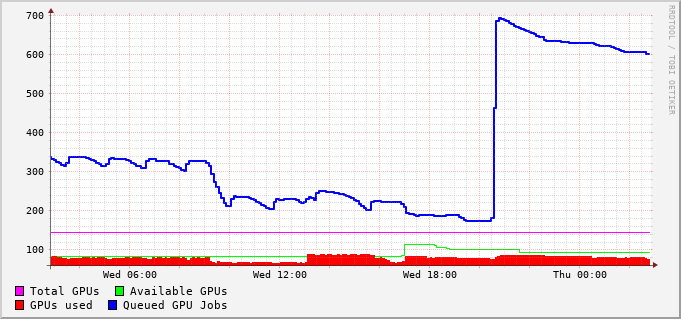 700
600
500
400
300
200
100
Wed 06:00 Wed 12:00 Wed 18:00 Thu 00:00
Total GPUs Available GPUs
GPUs used Queued GPU Jobs
RRDTOOL / TOBI OETIKER